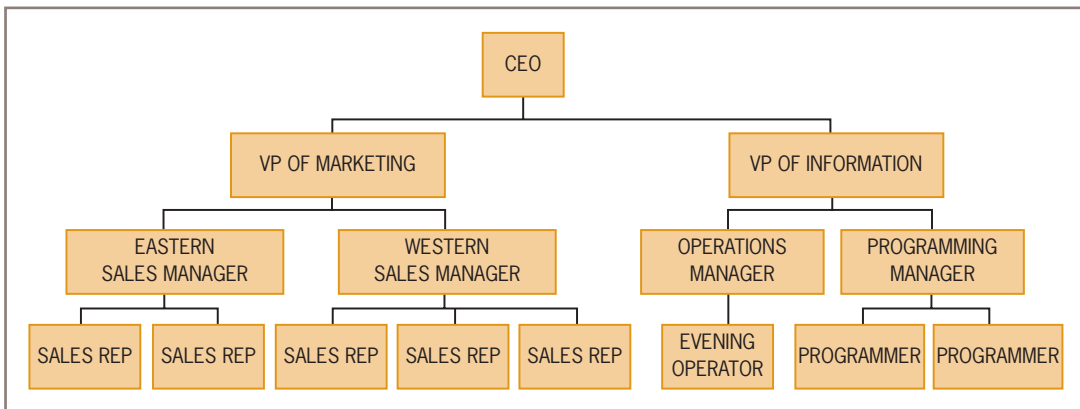 CEO
VP OF MARKETING
VP OF INFORMATION
EASTERN
SALES MANAGER
WESTERN
SALES MANAGER
OPERATIONS
MANAGER
PROGRAMMING
MANAGER
SALES REP
SALES REP
SALES REP
SALES REP
SALES REP
EVENING
OPERATOR
PROGRAMMER
PROGRAMMER